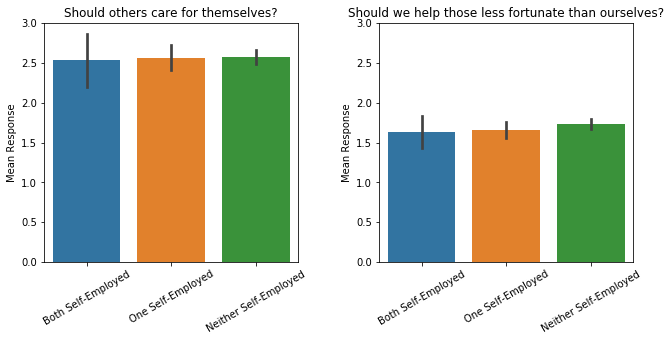 Should others care for themselves?
3.0
2.5
2.0
1.5
1.0
0.5
0.0
Mean Response
Both Self-Employed
One Self-Employed
Neither Self-Employed
Should we help those less fortunate than ourselves?
3.0
2.5
2.0
1.5
1.0
0.5
0.0
Mean Response
Both Self-Employed
One Self-Employed
Neither Self-Employed